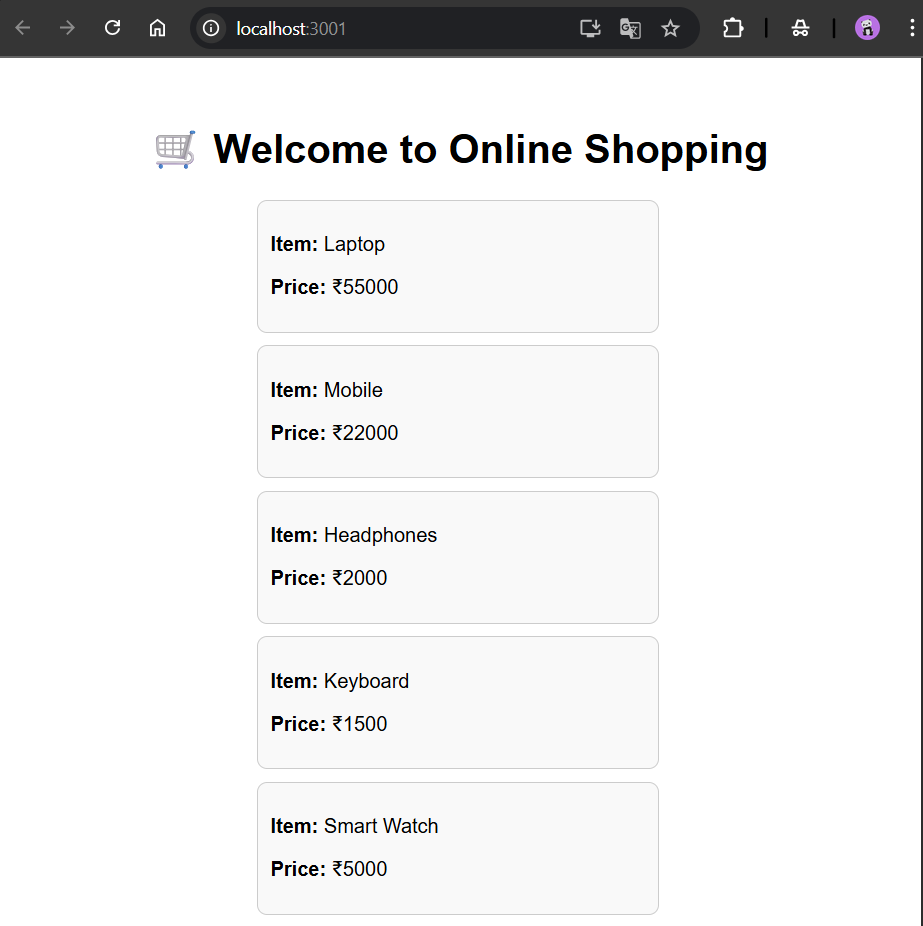 localhost:3001
🛒 Welcome to Online Shopping
Item: Laptop
Price: ₹55000
Item: Mobile
Price: ₹22000
Item: Headphones
Price: ₹2000
Item: Keyboard
Price: ₹1500
Item: Smart Watch
Price: ₹5000